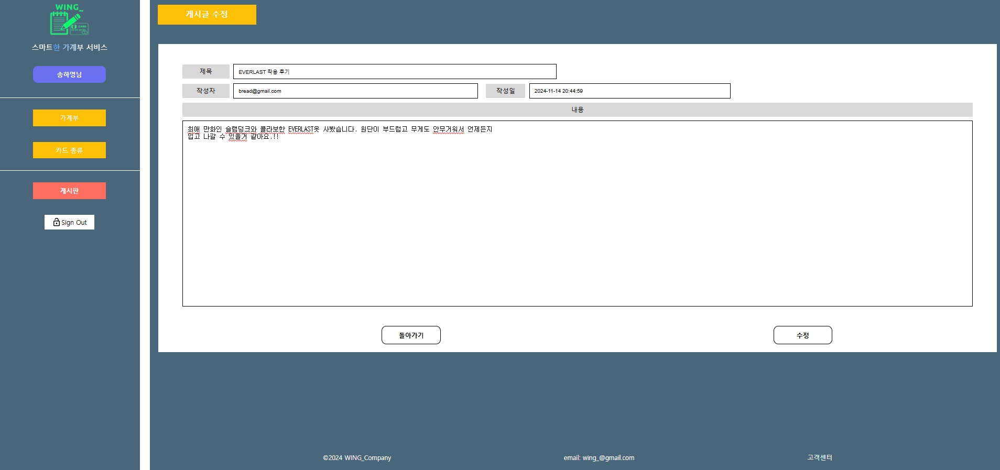 WING_
CARD
스마트한 가계부 서비스
송하영님
가계부
카드 종류
게시판
Sign Out
게시글 수정
제목
EVERLAST 착용 후기
작성자
bread@gmail.com
작성일
2024-11-14 20:44:59
내용
최애 만화인 슬램덩크와 콜라보한 EVERLAST옷 사봤습니다. 원단이 부드럽고 무게도 안무거워서 언제든지
입고 나갈 수 있을거 같아요.!!
돌아가기
수정
©2024 WING_Company
email: wing_@gmail.com
고객센터